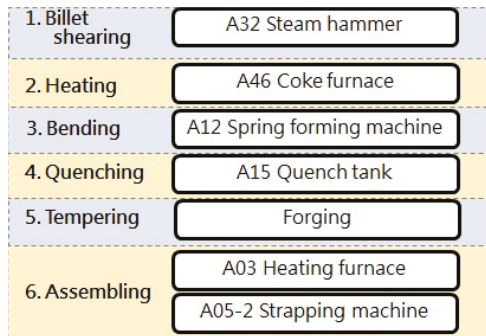 1. Billet
shearing
A32 Steam hammer
2. Heating
A46 Coke furnace
3. Bending
A12 Spring forming machine
4. Quenching
A15 Quench tank
5. Tempering
Forging
6. Assembling
A03 Heating furnace
A05-2 Strapping machine